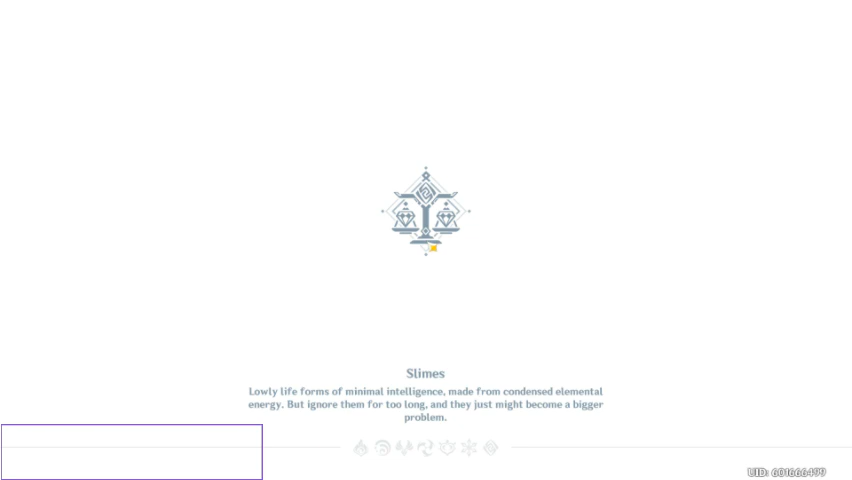 Slimes
Lowly life forms of minimal intelligence, made from condensed elemental
energy. But ignore them for too long, and they just might become a bigger
problem.
UID: 601866499